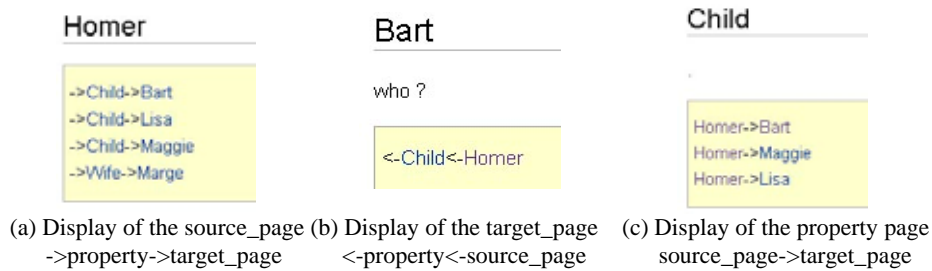 Homer
->Child->Bart
->Child->Lisa
->Child->Maggie
->Wife->Marge
(a) Display of the source_page
->property->target_page
Bart
who ?
<-Child<-Homer
(b) Display of the target_page
<-property<-source_page
Child
Homer->Bart
Homer->Maggie
Homer->Lisa
(c) Display of the property page
source_page->target_page